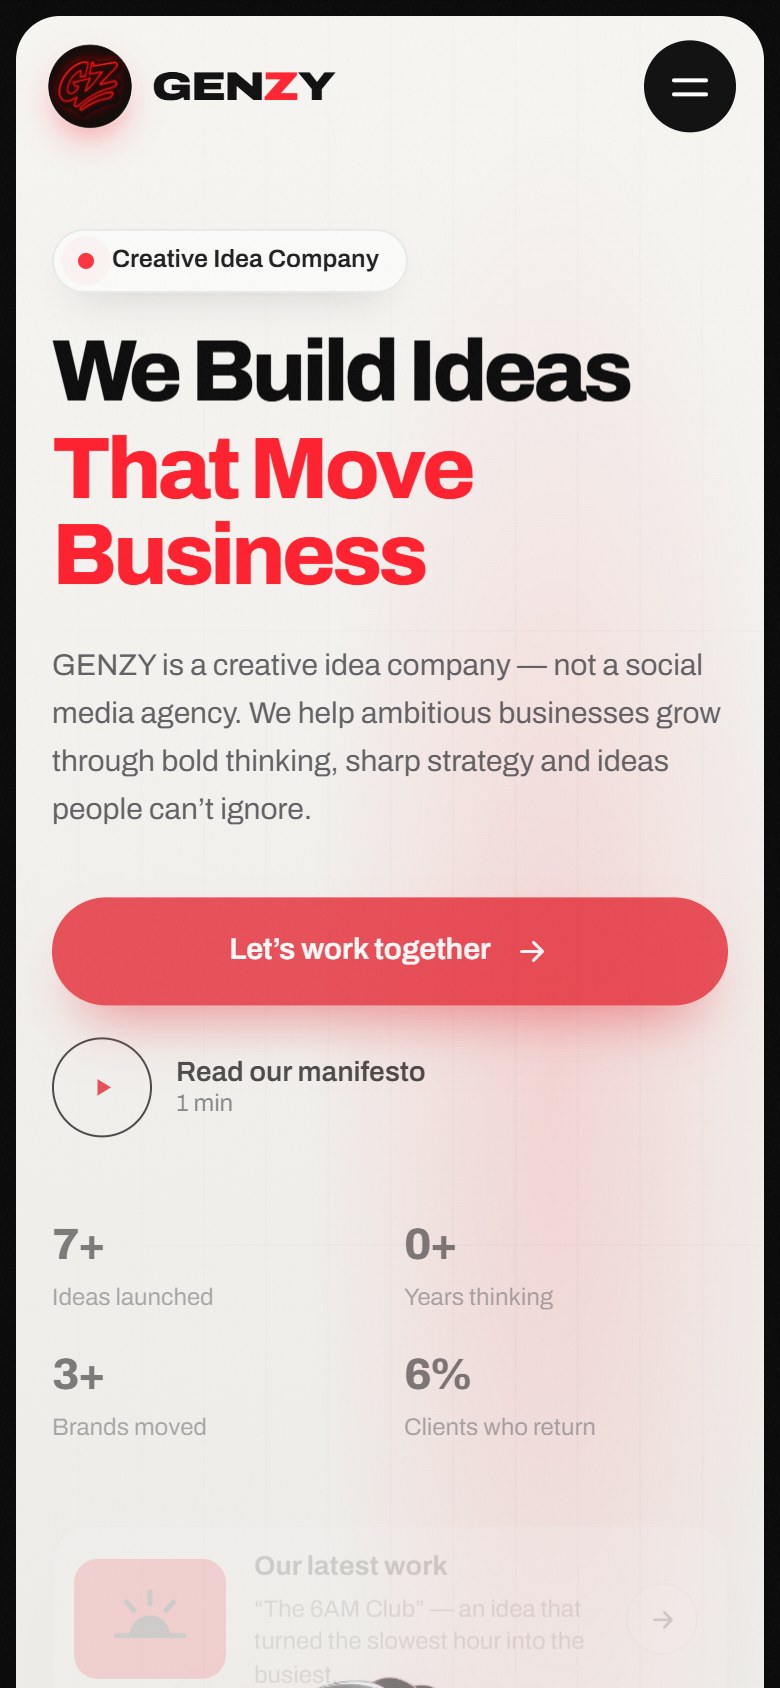 GZ
GENZY
Creative Idea Company
We Build Ideas
That Move
Business
GENZY is a creative idea company — not a social
media agency. We help ambitious businesses grow
through bold thinking, sharp strategy and ideas
people can’t ignore.
Let’s work together →
Read our manifesto
1 min
7+
Ideas launched
0+
Years thinking
3+
Brands moved
6%
Clients who return
Our latest work
“The 6AM Club” — an idea that
turned the slowest hour into the
busiest.